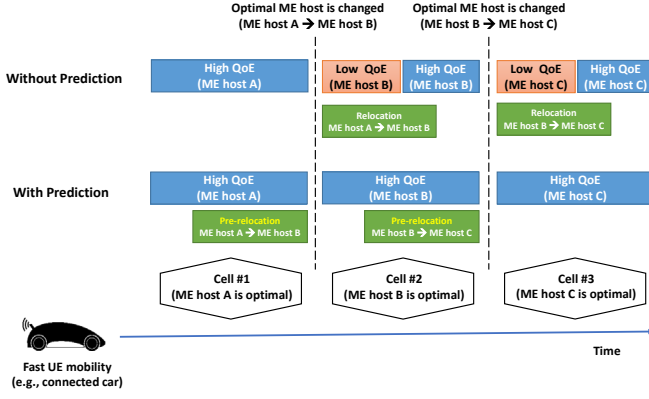 Optimal ME host is changed
(ME host A → ME host B)
Optimal ME host is changed
(ME host B → ME host C)
Without Prediction
High QoE
(ME host A)
Low QoE
(ME host B)
High QoE
(ME host B)
Low QoE
(ME host C)
High QoE
(ME host C)
Relocation
ME host A → ME host B
Relocation
ME host B → ME host C
With Prediction
High QoE
(ME host A)
High QoE
(ME host B)
High QoE
(ME host C)
Pre-relocation
ME host A → ME host B
Pre-relocation
ME host B → ME host C
Cell #1
(ME host A is optimal)
Cell #2
(ME host B is optimal)
Cell #3
(ME host C is optimal)
Time
Fast UE mobility
(e.g., connected car)